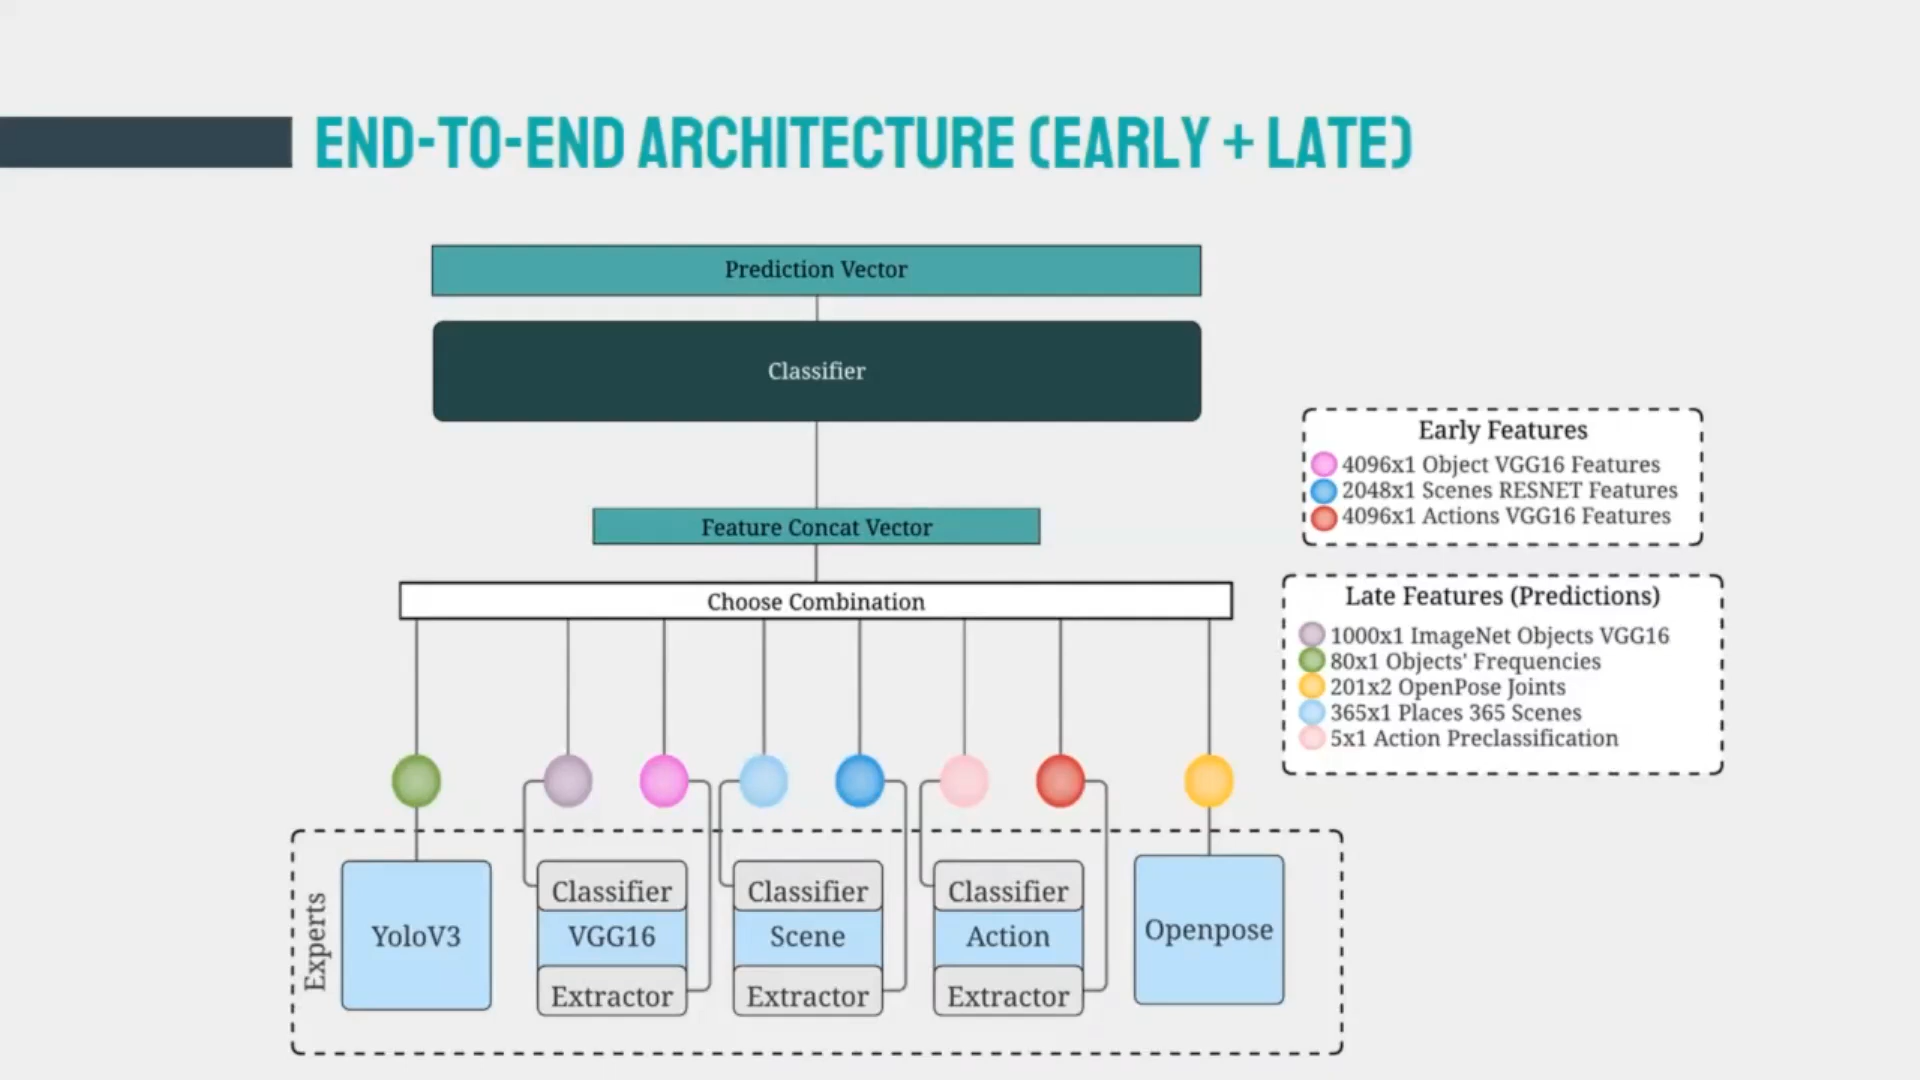 END-TO-END ARCHITECTURE (EARLY + LATE)
Prediction Vector
Classifier
Feature Concat Vector
Choose Combination
Early Features
4096x1 Object VGG16 Features
2048x1 Scenes RESNET Features
4096x1 Actions VGG16 Features
Late Features (Predictions)
1000x1 ImageNet Objects VGG16
80x1 Objects' Frequencies
201x2 OpenPose Joints
365x1 Places 365 Scenes
5x1 Action Preclassification
Experts
YoloV3
Classifier
VGG16
Extractor
Classifier
Scene
Extractor
Classifier
Action
Extractor
Openpose